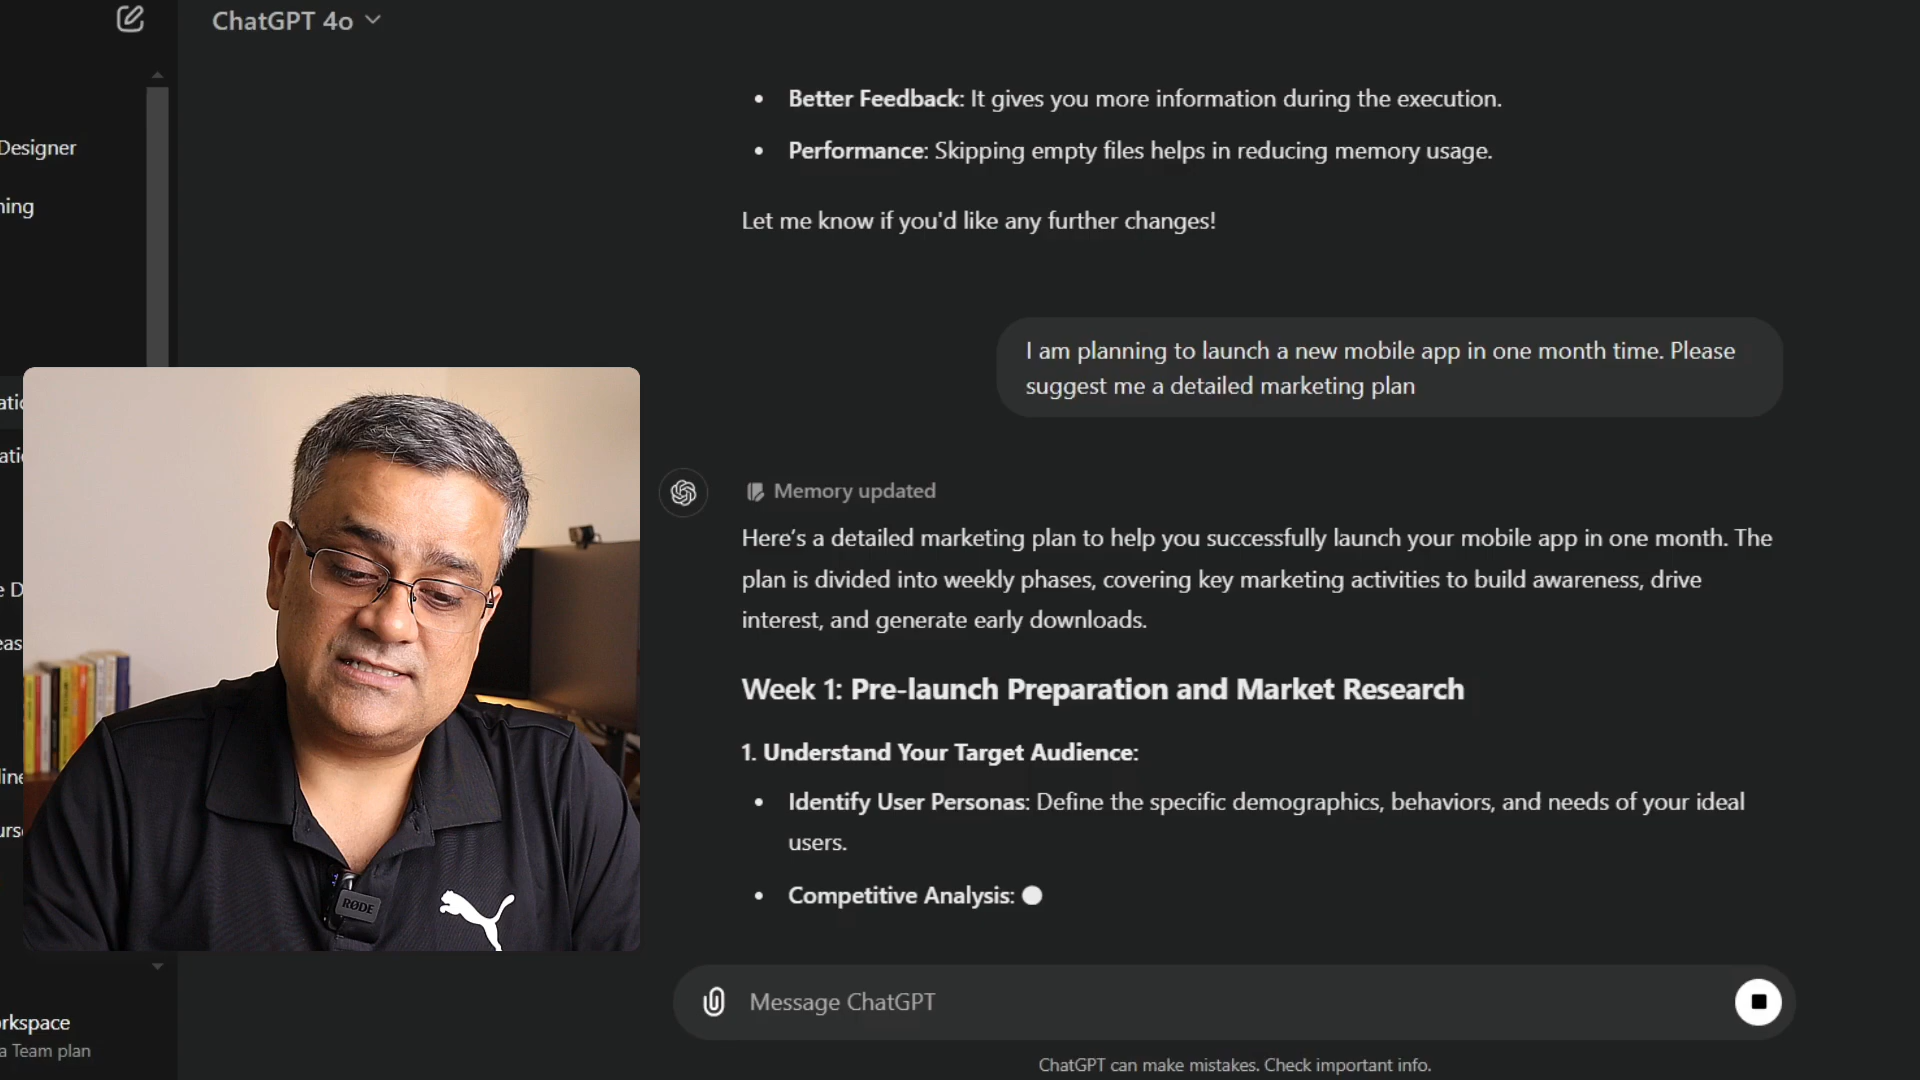 ChatGPT 4o
Better Feedback: It gives you more information during the execution.
Performance: Skipping empty files helps in reducing memory usage.
Let me know if you'd like any further changes!
Designer
ning
I am planning to launch a new mobile app in one month time. Please
suggest me a detailed marketing plan
Memory updated
Here's a detailed marketing plan to help you successfully launch your mobile app in one month. The
plan is divided into weekly phases, covering key marketing activities to build awareness, drive
interest, and generate early downloads.
Week 1: Pre-launch Preparation and Market Research
1. Understand Your Target Audience:
Identify User Personas: Define the specific demographics, behaviors, and needs of your ideal
users.
Competitive Analysis:
RØDE
Message ChatGPT
rkspace
a Team plan
ChatGPT can make mistakes. Check important info.